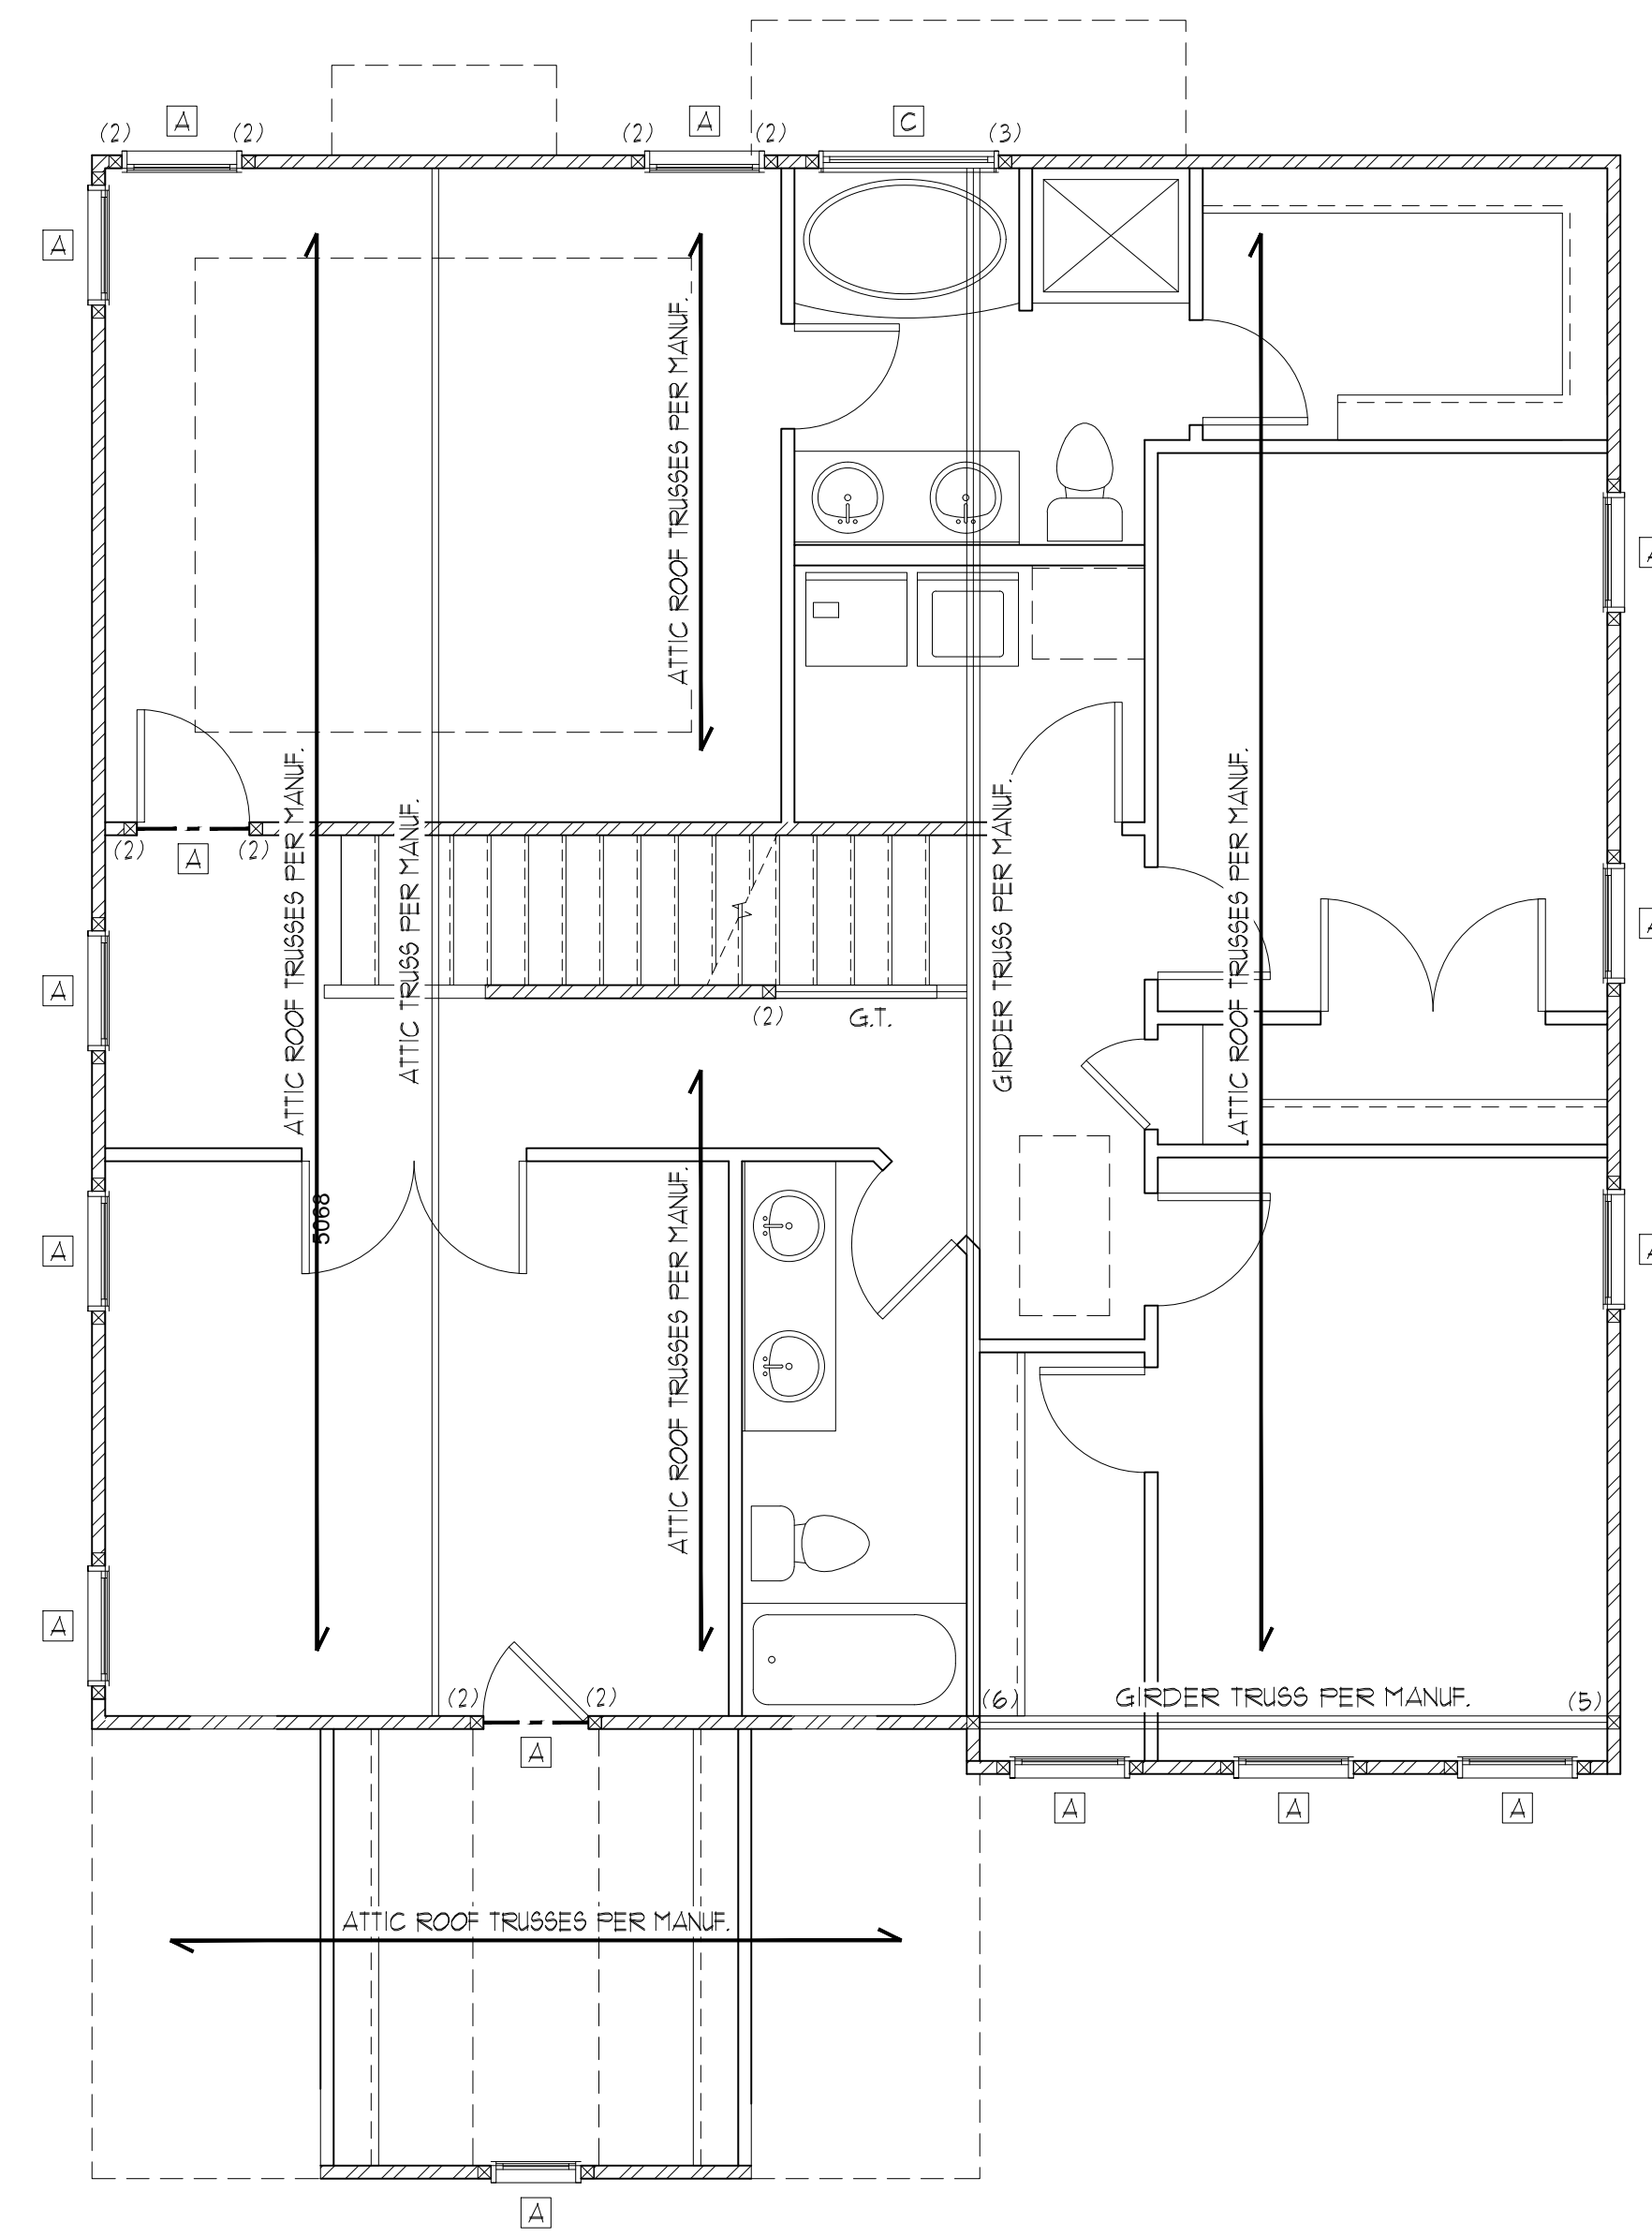 (2) A (2)
(2) A (2)
C (3)
A
ATTIC ROOF TRUSSES PER MANUF.
A
ATTIC ROOF TRUSSES PER MANUF.
ATTIC TRUSS PER MANUF.
GIRDER TRUSS PER MANUF.
ATTIC ROOF TRUSSES PER MANUF.
(2) A (2)
A
A
(2)
G.T.
ATTIC ROOF TRUSSES PER MANUF.
5068
A
A
A
(2) (2)
(6)
GIRDER TRUSS PER MANUF.
(5)
A
A
A
A
ATTIC ROOF TRUSSES PER MANUF.
A